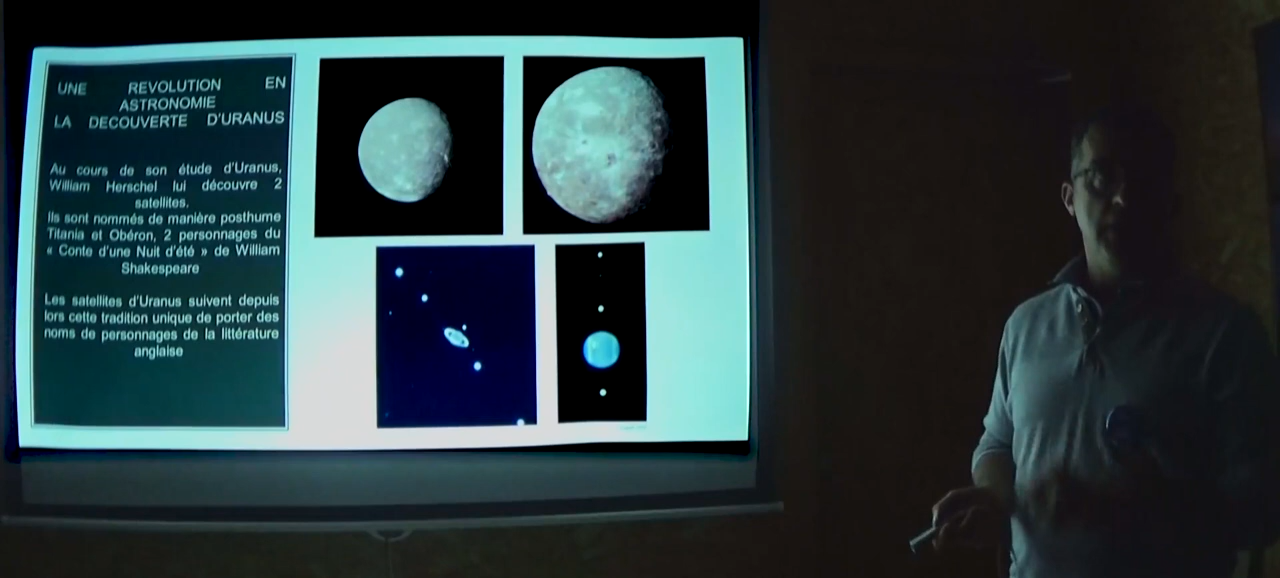 UNE REVOLUTION EN
ASTRONOMIE
LA DECOUVERTE D'URANUS
Au cours de son étude d'Uranus,
William Herschel lui découvre 2
satellites.
Ils sont nommés de manière posthume
Titania et Obéron, 2 personnages du
« Conte d'une Nuit d'été » de William
Shakespeare
Les satellites d'Uranus suivent depuis
lors cette tradition unique de porter des
noms de personnages de la littérature
anglaise